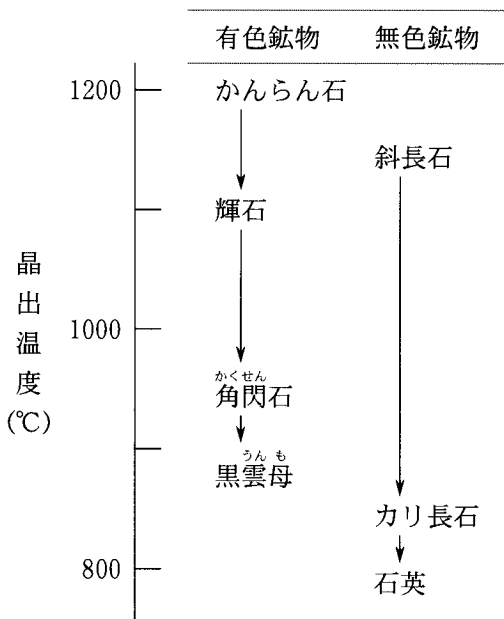 有色鉱物 無色鉱物
1200
かんらん石
斜長石
輝石
晶出温度(℃)
1000
かくせん
角閃石
うんも
黒雲母
カリ長石
800
石英